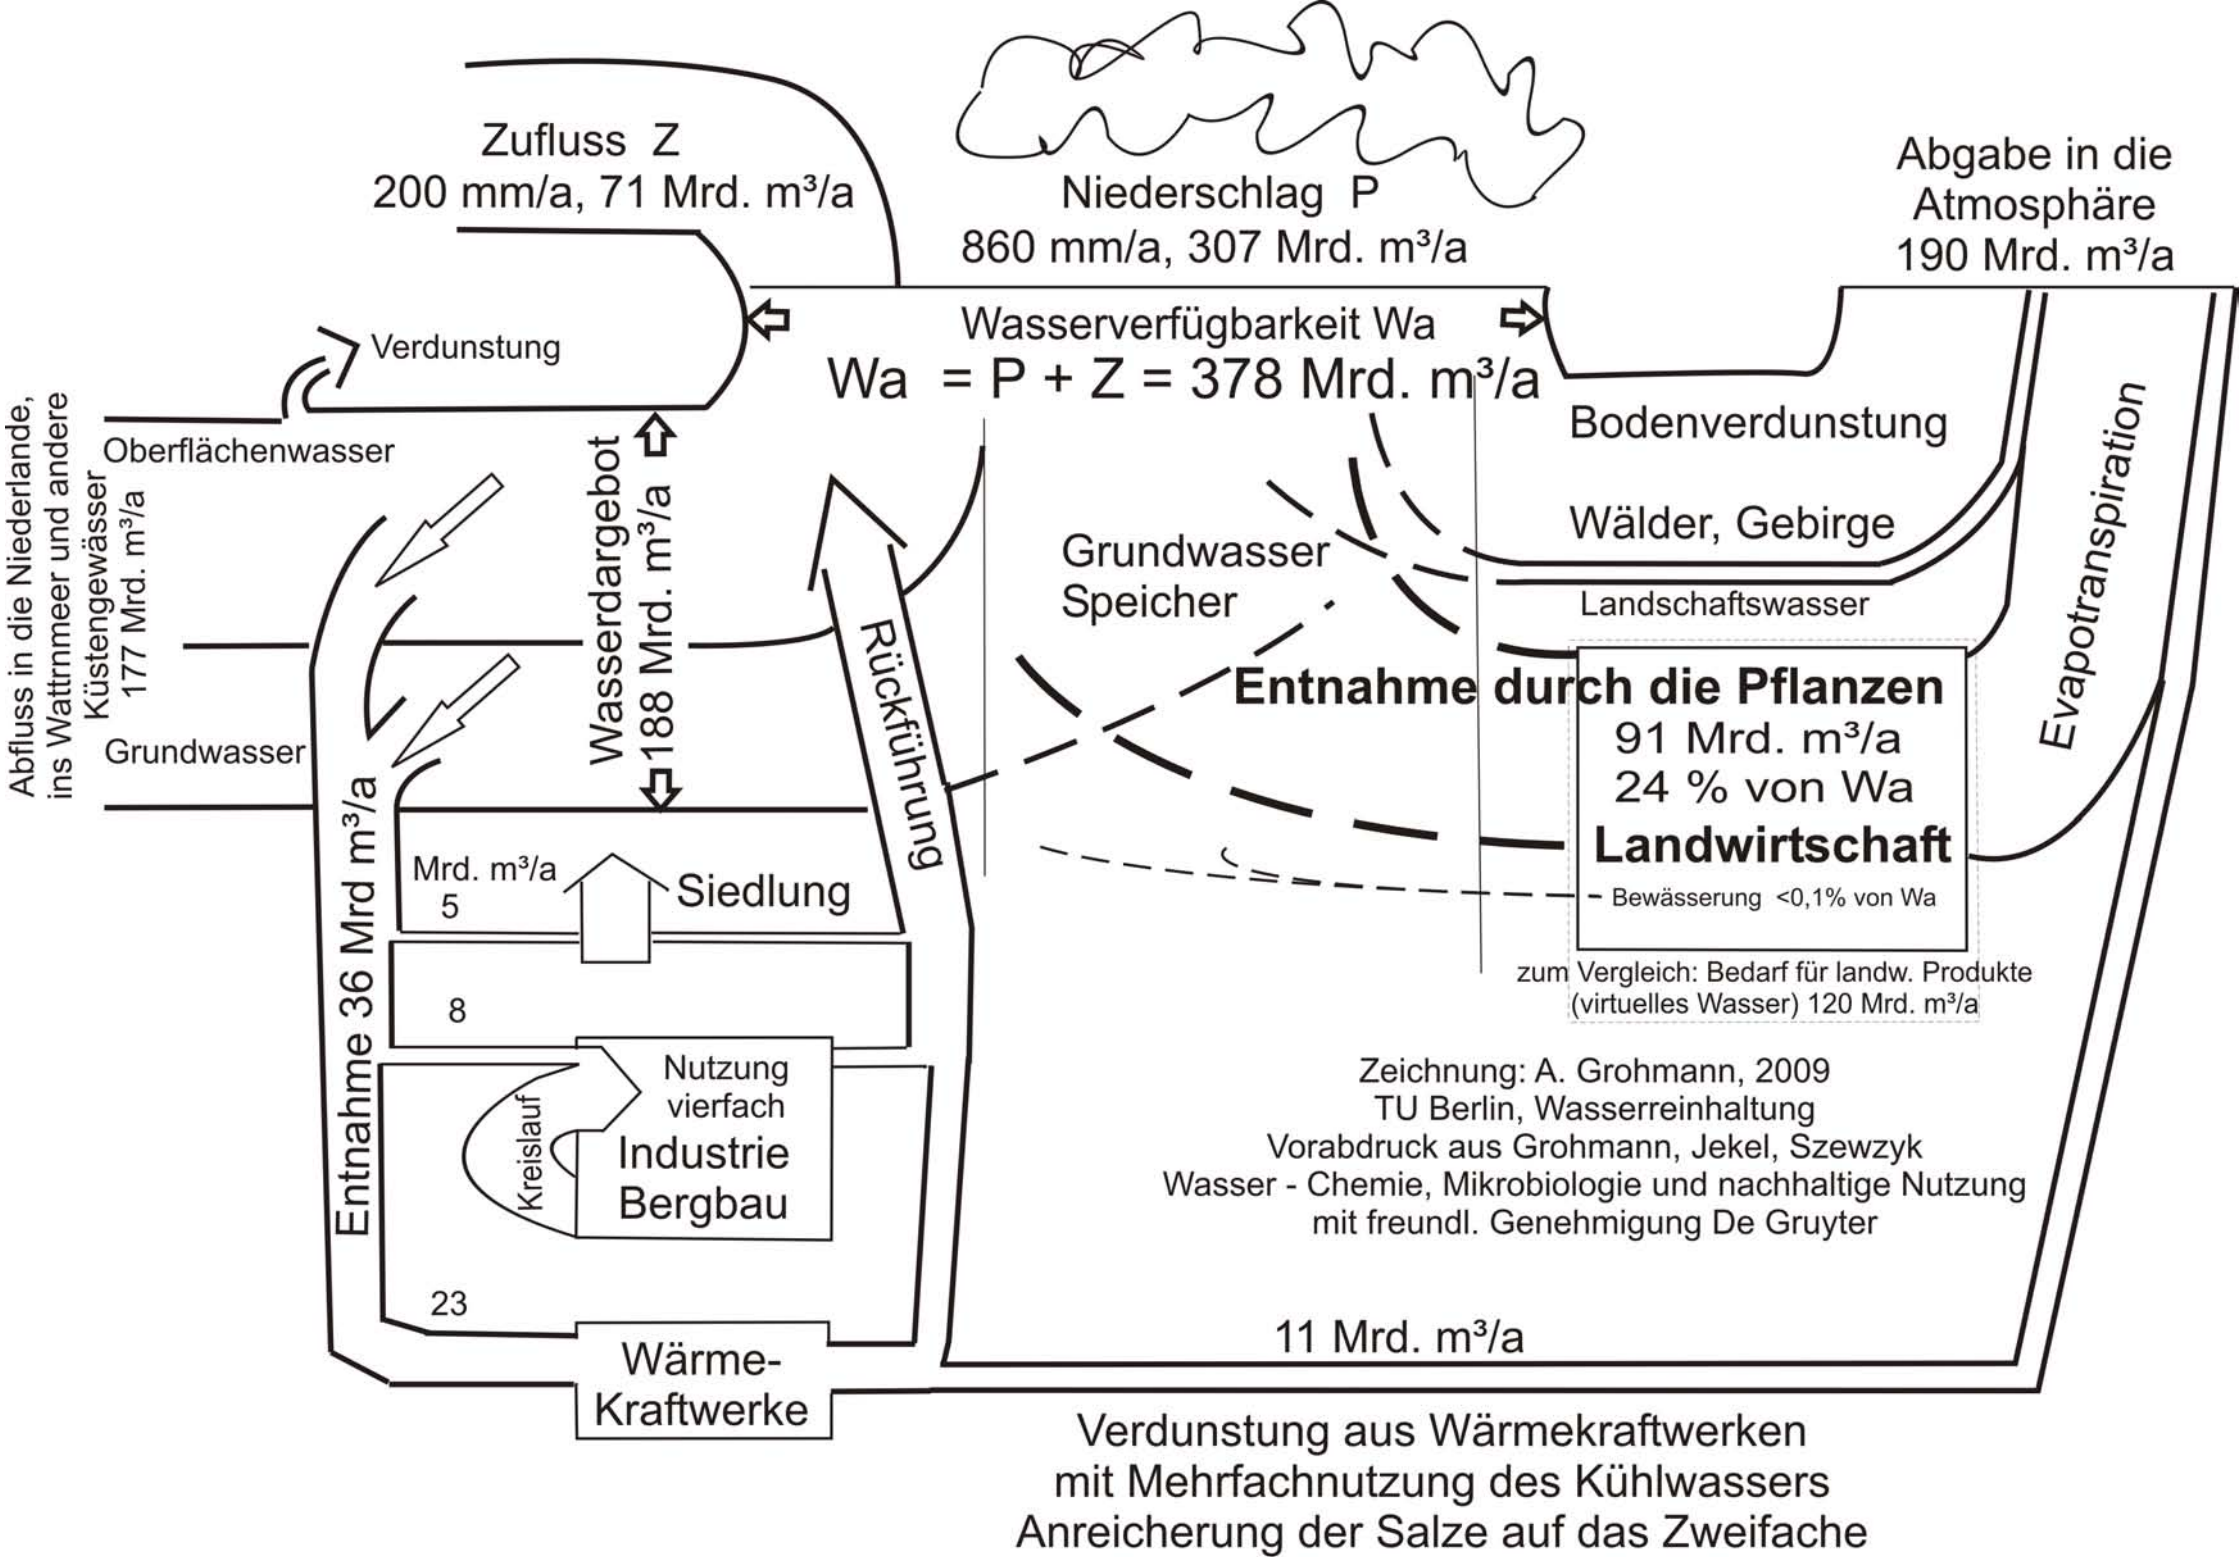 Zufluss Z
200 mm/a, 71 Mrd. m³/a
Niederschlag P
860 mm/a, 307 Mrd. m³/a
Abgabe in die
Atmosphäre
190 Mrd. m³/a
Wasserverfügbarkeit Wa
Wa = P + Z = 378 Mrd. m³/a
Verdunstung
Oberflächenwasser
Abfluss in die Niederlande,
ins Wattrnmeer und andere
Küstengewässer
177 Mrd. m³/a
Grundwasser
Wasserdargebot
188 Mrd. m³/a
Rückführung
Grundwasser
Speicher
Bodenverdunstung
Wälder, Gebirge
Landschaftswasser
Evapotranspiration
Entnahme durch die Pflanzen
91 Mrd. m³/a
24 % von Wa
Landwirtschaft
Bewässerung <0,1% von Wa
zum Vergleich: Bedarf für landw. Produkte
(virtuelles Wasser) 120 Mrd. m³/a
Entnahme 36 Mrd m³/a
Mrd. m³/a
5
Siedlung
8
Nutzung
vierfach
Kreislauf
Industrie
Bergbau
23
Wärme-
Kraftwerke
Zeichnung: A. Grohmann, 2009
TU Berlin, Wasserreinhaltung
Vorabdruck aus Grohmann, Jekel, Szewzyk
Wasser - Chemie, Mikrobiologie und nachhaltige Nutzung
mit freundl. Genehmigung De Gruyter
11 Mrd. m³/a
Verdunstung aus Wärmekraftwerken
mit Mehrfachnutzung des Kühlwassers
Anreicherung der Salze auf das Zweifache